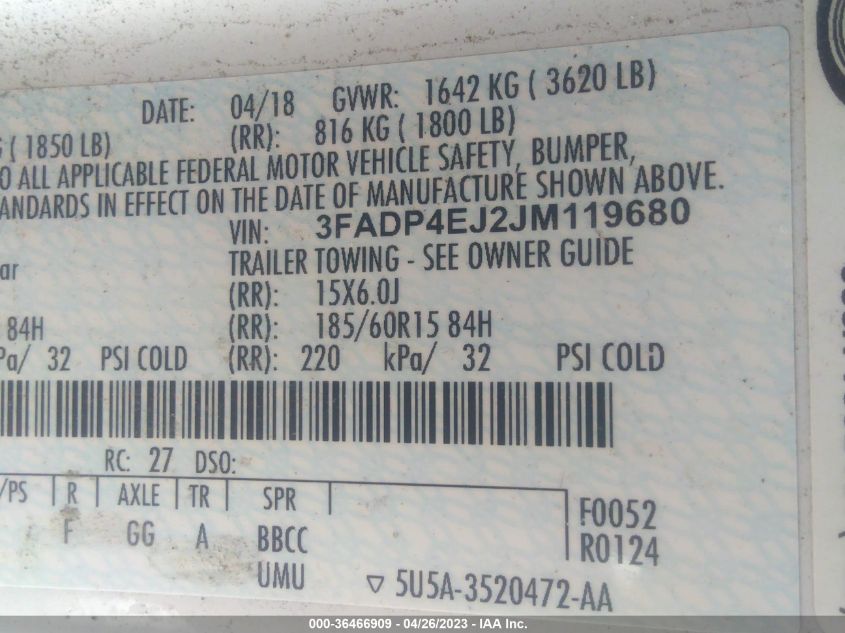 DATE: 04/18 GVWR: 1642 KG ( 3620 LB)
G ( 1850 LB) (RR): 816 KG ( 1800 LB)
O ALL APPLICABLE FEDERAL MOTOR VEHICLE SAFETY, BUMPER,
ANDARDS IN EFFECT ON THE DATE OF MANUFACTURE SHOWN ABOVE.
VIN: 3FADP4EJ2JM119680
ar TRAILER TOWING - SEE OWNER GUIDE
(RR): 15X6.0J
84H (RR): 185/60R15 84H
Pa/ 32 PSI COLD (RR): 220 kPa/ 32 PSI COLD
RC: 27 DSO:
/PS R AXLE TR SPR
F GG A BBCC
UMU
F0052
R0124
5U5A-3520472-AA
000-36466909 - 04/26/2023 - IAA Inc.